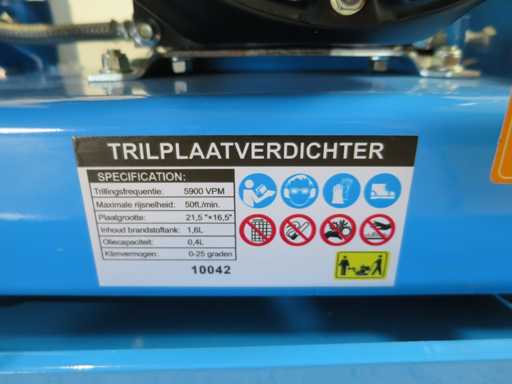 TRILPLAATVERDICHTER
SPECIFICATION:
Trillingsfrequentie: 5900 VPM
Maximale rijsnelheid: 50ft./min.
Plaatgrootte: 21,5 "*16,5"
Inhoud brandstoftank: 1,6L
Oliecapaciteit: 0,4L
Klimvermogen: 0-25 graden
10042